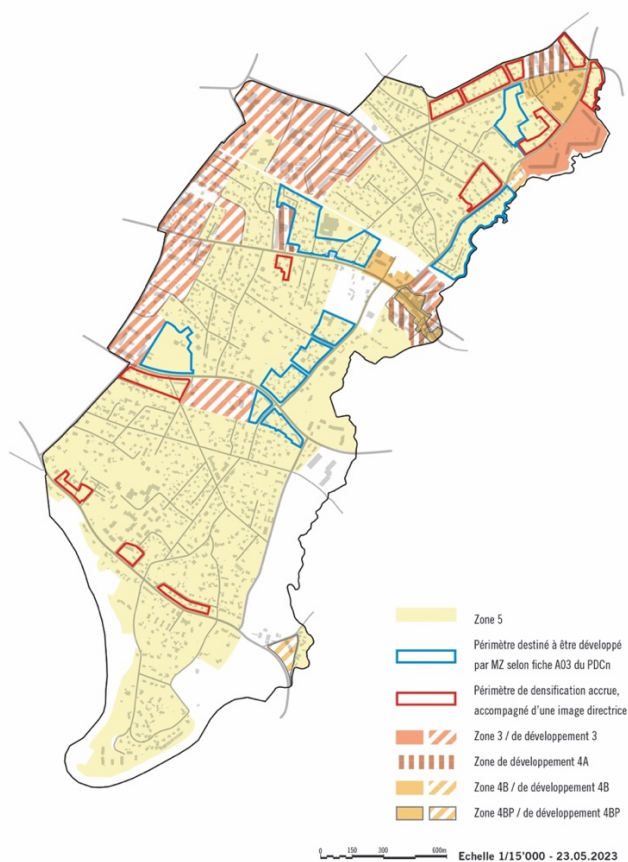 Zone 5
Périmètre destiné à être développé
par MZ selon fiche A03 du PDCn
Périmètre de densification accrue,
accompagné d'une image directrice
Zone 3 / de développement 3
Zone de développement 4A
Zone 4B / de développement 4B
Zone 4BP / de développement 4BP
0 150 300 600m Echelle 1/15'000 - 23.05.2023